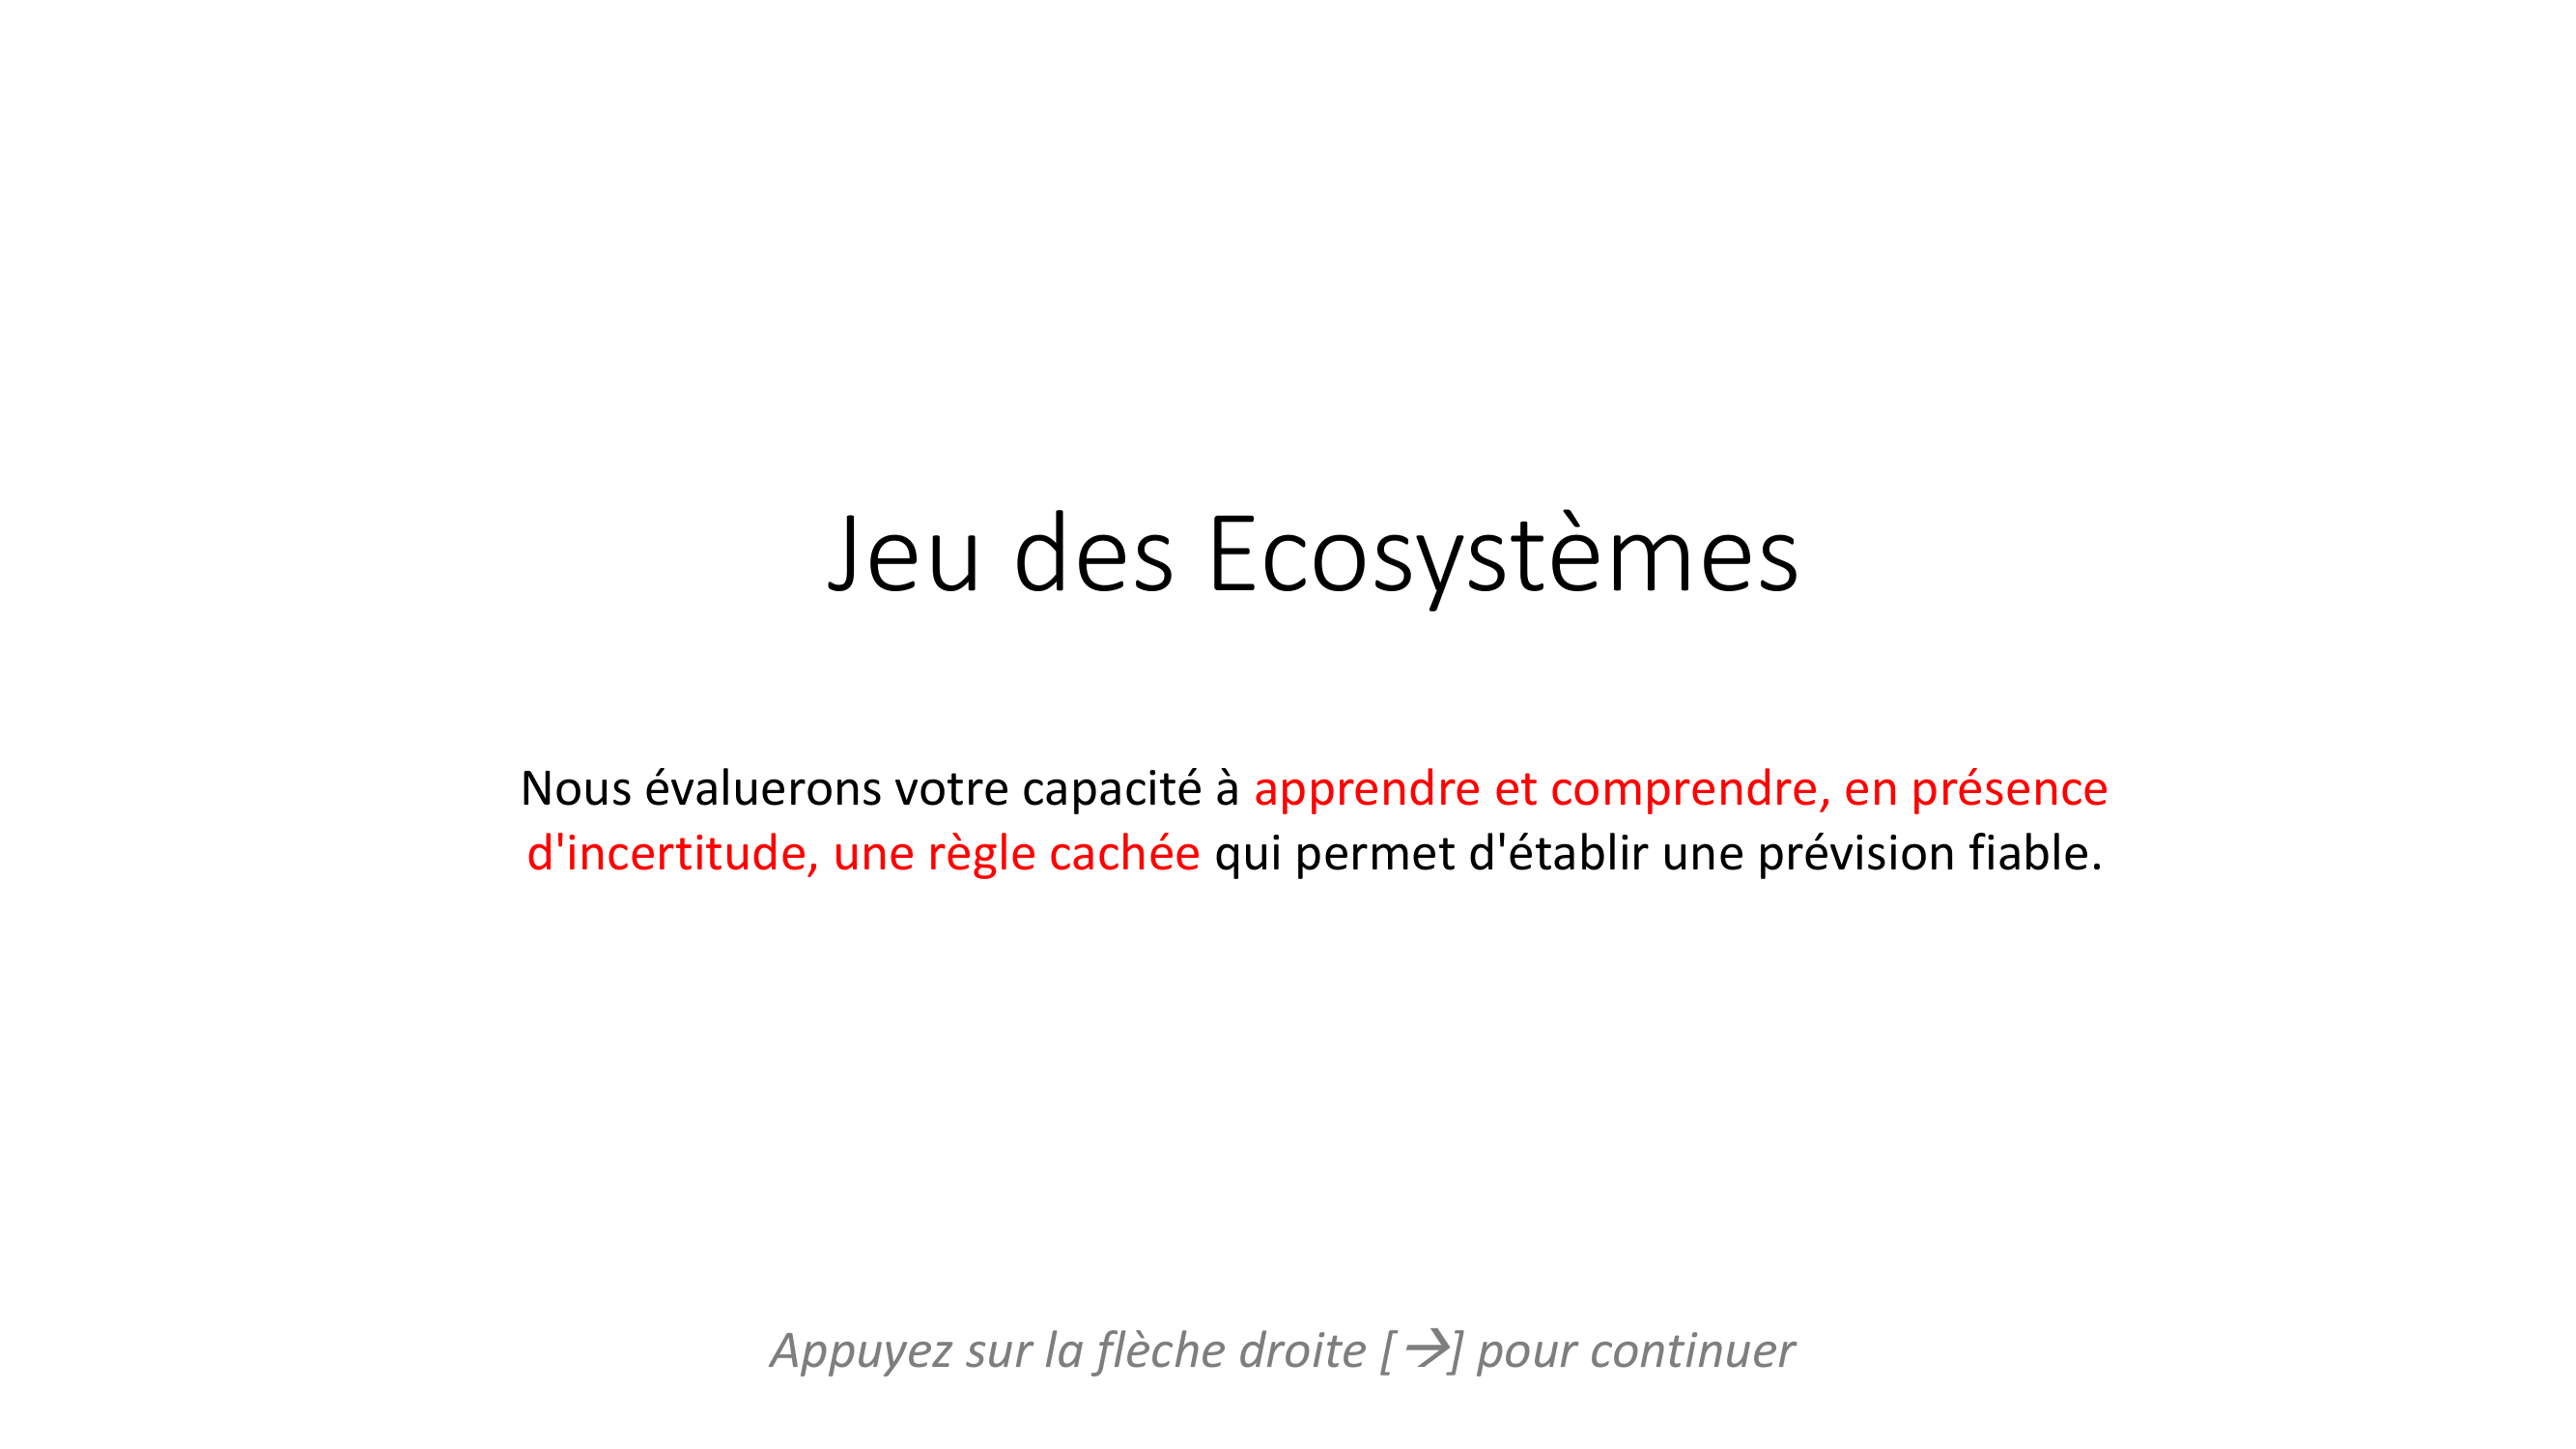 Jeu des Ecosystèmes
Nous évaluerons votre capacité à apprendre et comprendre, en présence
d'incertitude, une règle cachée qui permet d'établir une prévision fiable.
Appuyez sur la flèche droite [→] pour continuer